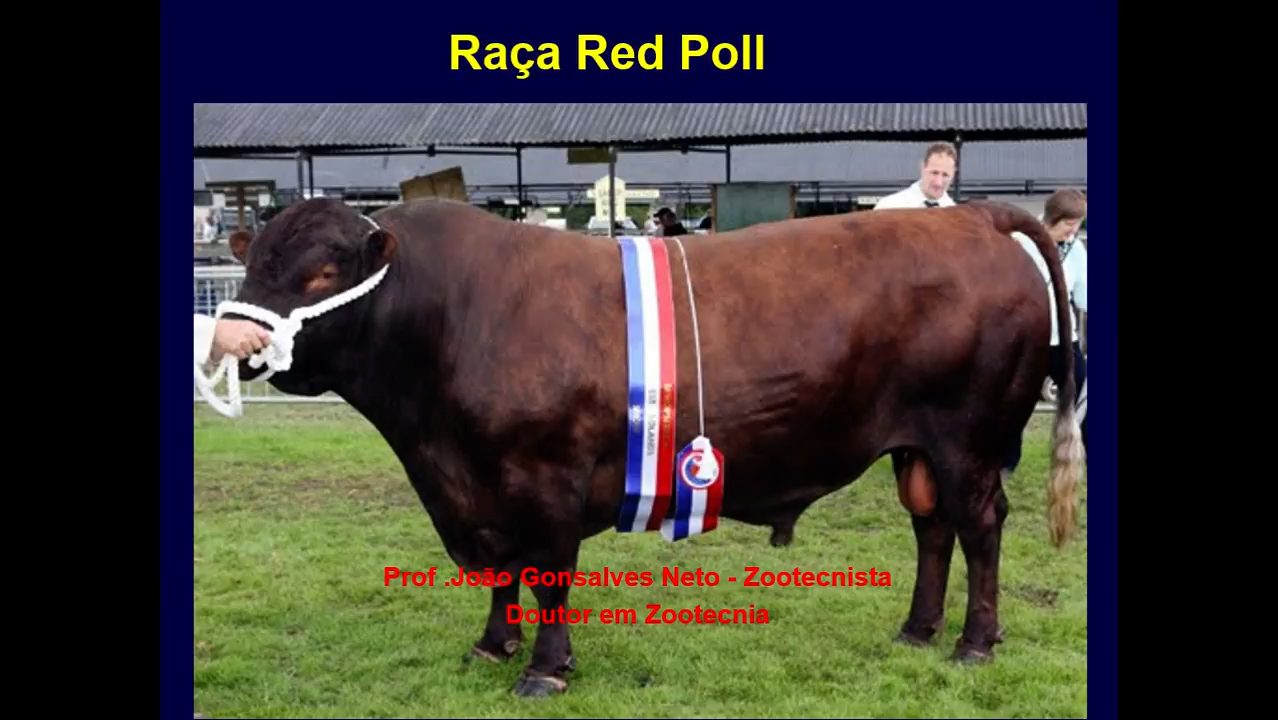 Raça Red Poll
Prof .João Gonsalves Neto - Zootecnista
Doutor em Zootecnia